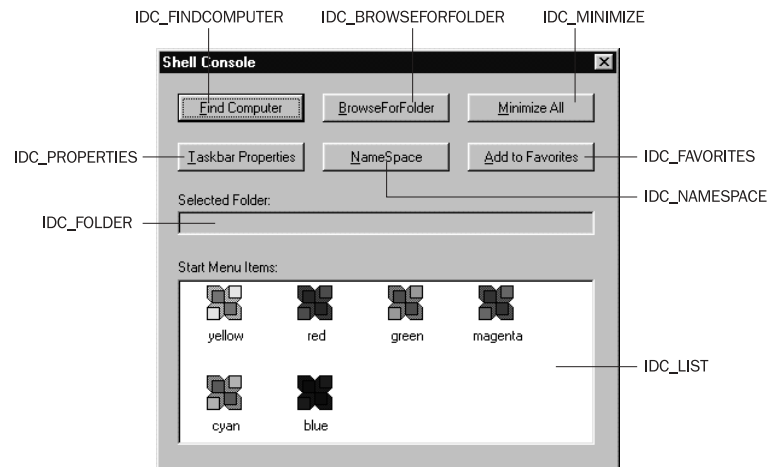 IDC_FINDCOMPUTER IDC_BROWSEFORFOLDER IDC_MINIMIZE
Shell Console
Find Computer BrowseForFolder Minimize All
IDC_PROPERTIES Taskbar Properties NameSpace Add to Favorites IDC_FAVORITES
IDC_NAMESPACE
Selected Folder:
IDC_FOLDER
Start Menu Items:
yellow red green magenta
IDC_LIST
cyan blue